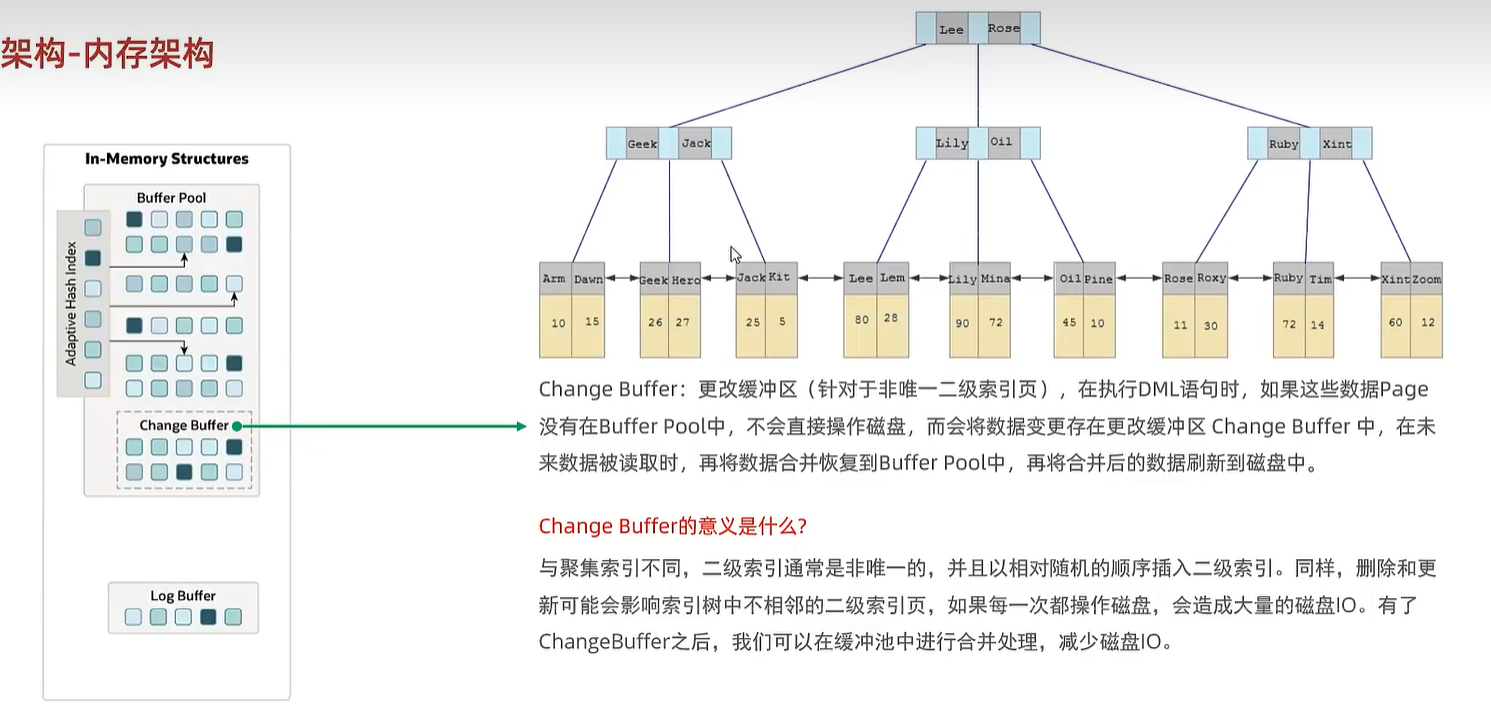 架构-内存架构
In-Memory Structures
Buffer Pool
Adaptive Hash Index
Change Buffer
Log Buffer
Lee Rose
Geek Jack
Lily Oil
Ruby Xint
Arm Dawn Geek Hero Jack Kit Lee Lem Lily Mina Oil Pine Rose Roxy Ruby Tim Xint Zoom
10 15 26 27 25 5 80 28 90 72 45 10 11 30 72 14 60 12
Change Buffer：更改缓冲区（针对于非唯一二级索引页），在执行DML语句时，如果这些数据Page
没有在Buffer Pool中，不会直接操作磁盘，而会将数据变更存在更改缓冲区 Change Buffer 中，在未
来数据被读取时，再将数据合并恢复到Buffer Pool中，再将合并后的数据刷新到磁盘中。
Change Buffer的意义是什么?
与聚集索引不同，二级索引通常是非唯一的，并且以相对随机的顺序插入二级索引。同样，删除和更
新可能会影响索引树中不相邻的二级索引页，如果每一次都操作磁盘，会造成大量的磁盘IO。有了
ChangeBuffer之后，我们可以在缓冲池中进行合并处理，减少磁盘IO。